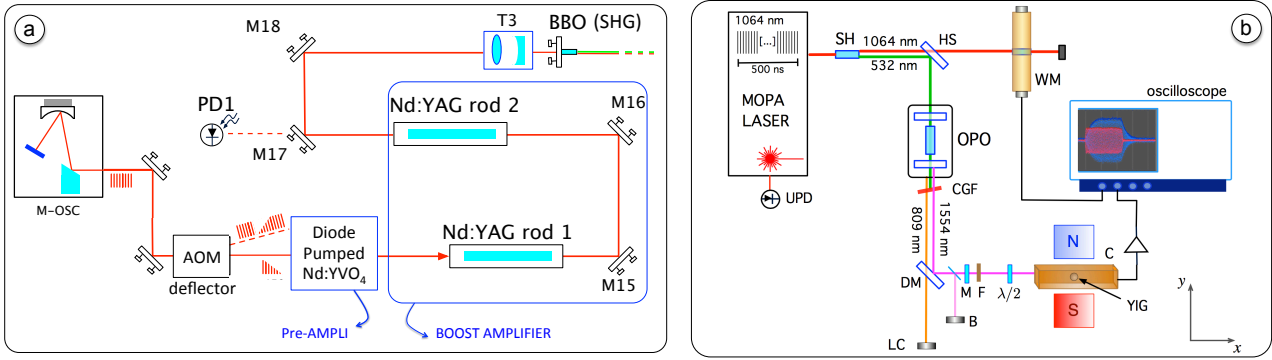 a
M18
T3
BBO (SHG)
PD1
M17
Nd:YAG rod 2
M16
M-OSC
AOM
deflector
Diode
Pumped
Nd:YVO4
Nd:YAG rod 1
M15
Pre-AMPLI
BOOST AMPLIFIER
b
1064 nm
[...]
500 ns
MOPA
LASER
UPD
SH
1064 nm
532 nm
HS
WM
oscilloscope
OPO
CGF
809 nm
1554 nm
DM
M
F
λ/2
B
LC
N
S
C
YIG
y
x